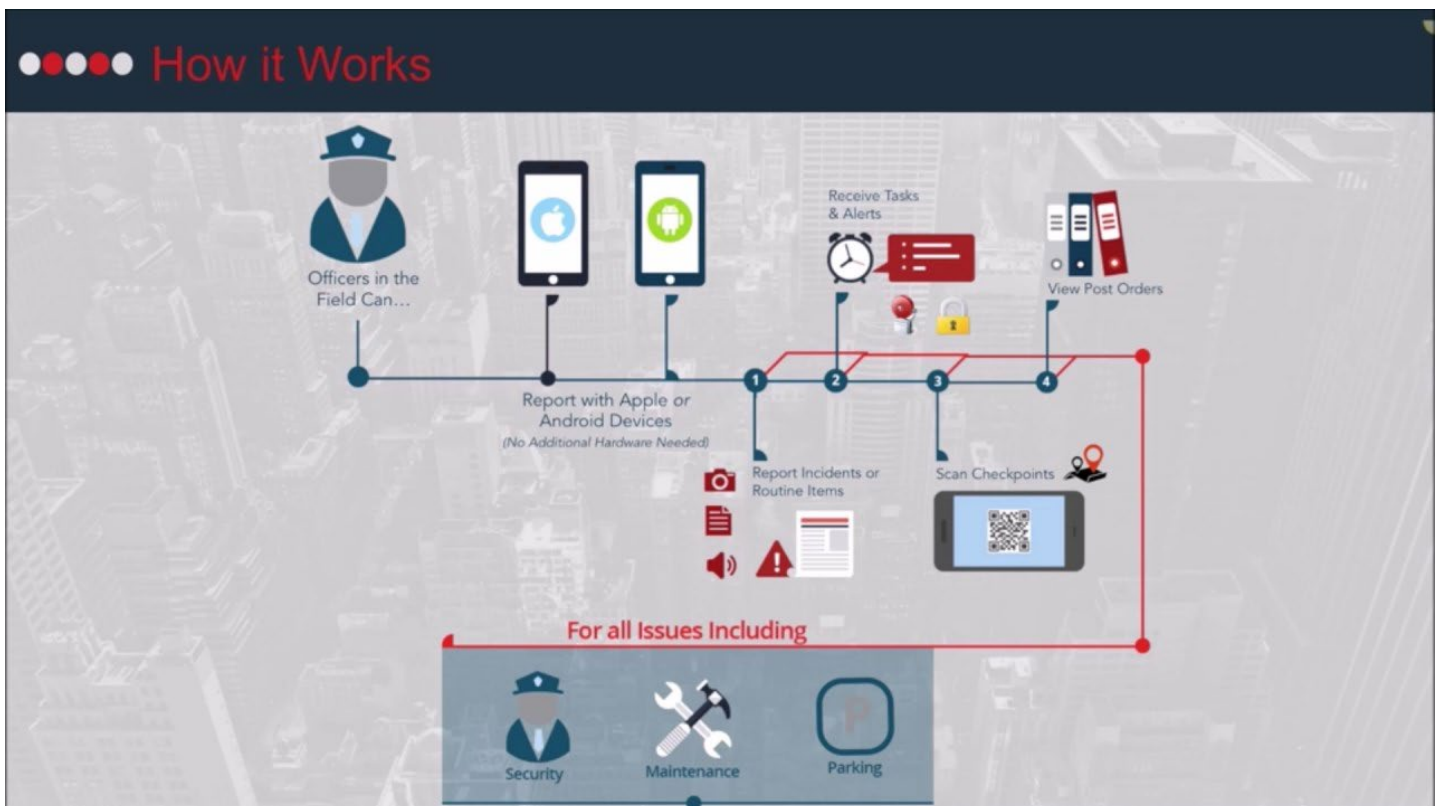 How it Works
Officers in the
Field Can...
Report with Apple or
Android Devices
(No Additional Hardware Needed)
1
2
3
4
Report Incidents or
Routine Items
Receive Tasks
& Alerts
Scan Checkpoints
View Post Orders
For all Issues Including
Security
Maintenance
P
Parking